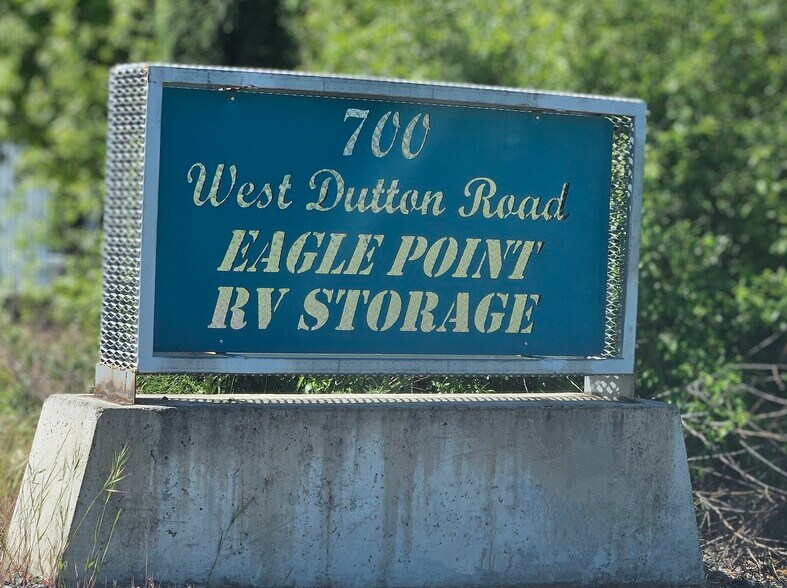 700
West Dutton Road
EAGLE POINT
RV STORAGE